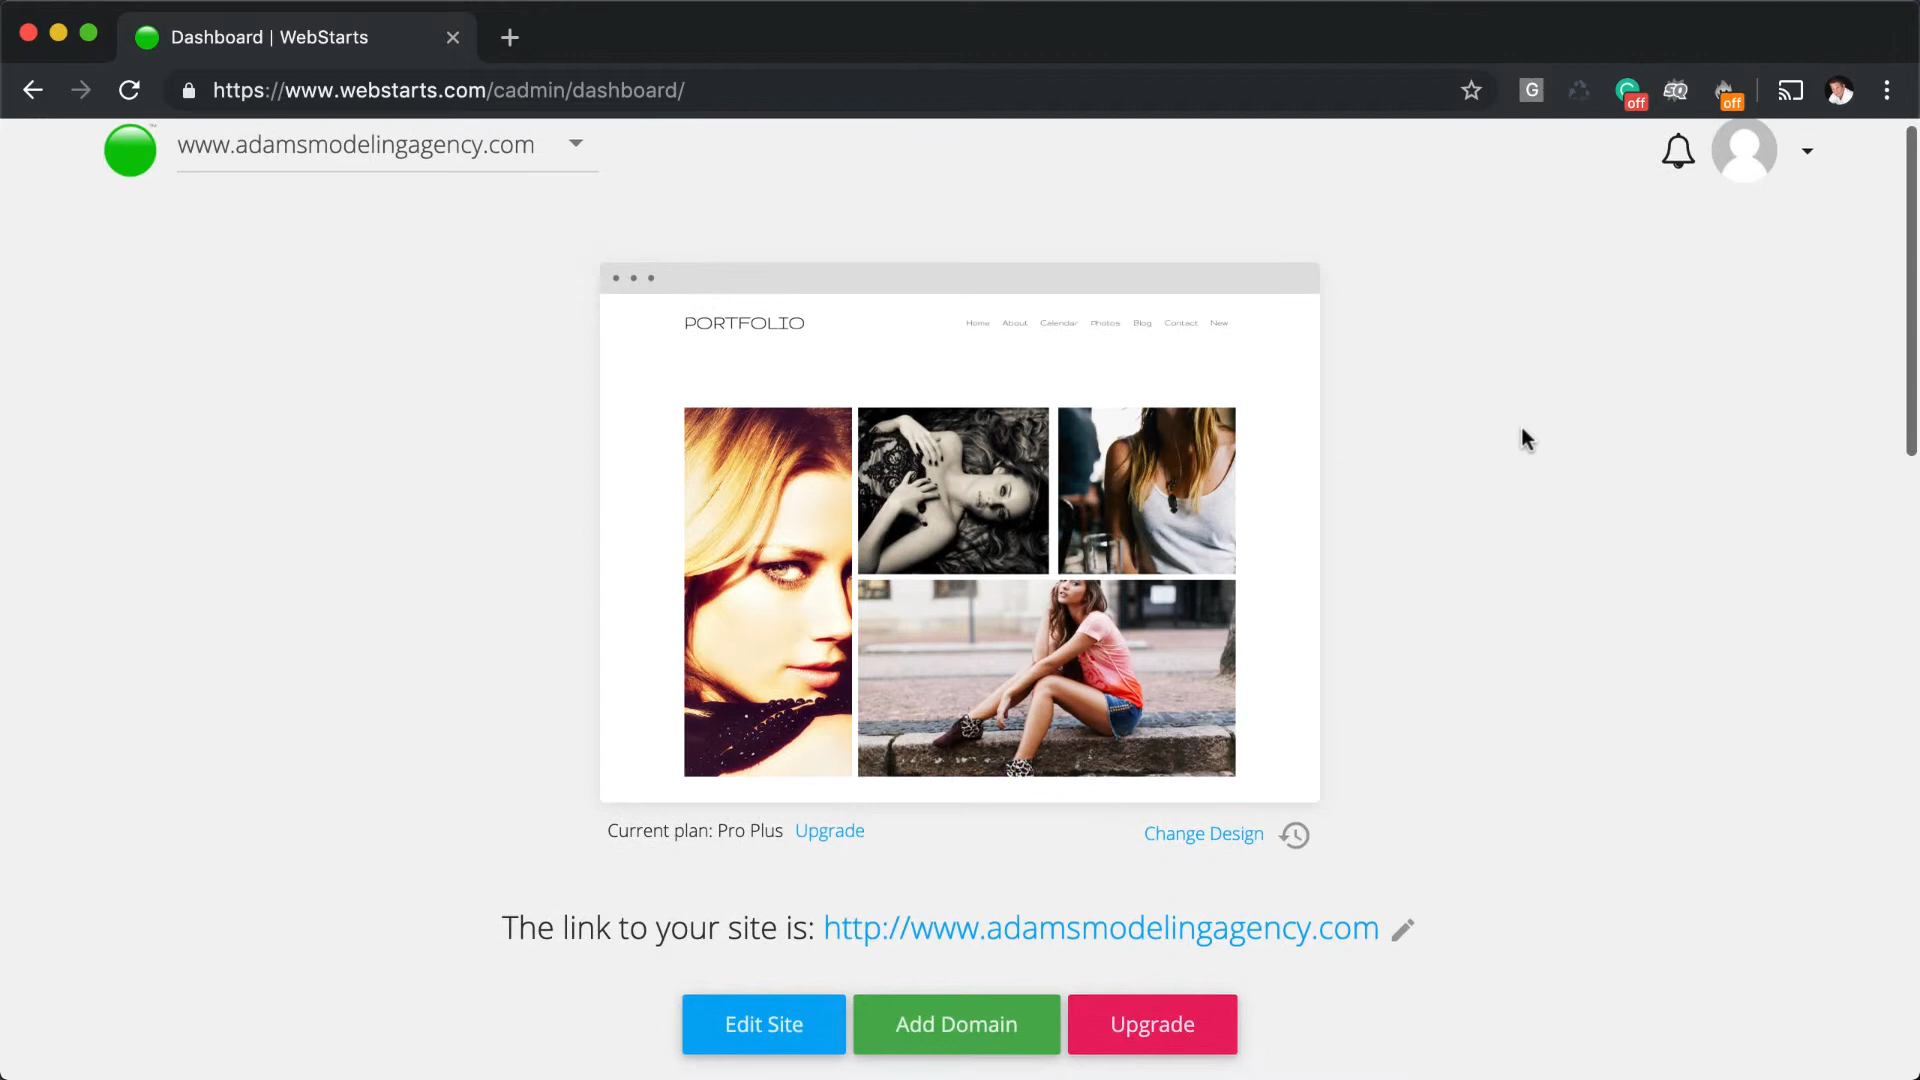 Dashboard | WebStarts
https://www.webstarts.com/cadmin/dashboard/
G
off
off
www.adamsmodelingagency.com
PORTFOLIO
Home About Calendar Photos Blog Contact New
Current plan: Pro Plus Upgrade
Change Design
The link to your site is: http://www.adamsmodelingagency.com
Edit Site
Add Domain
Upgrade